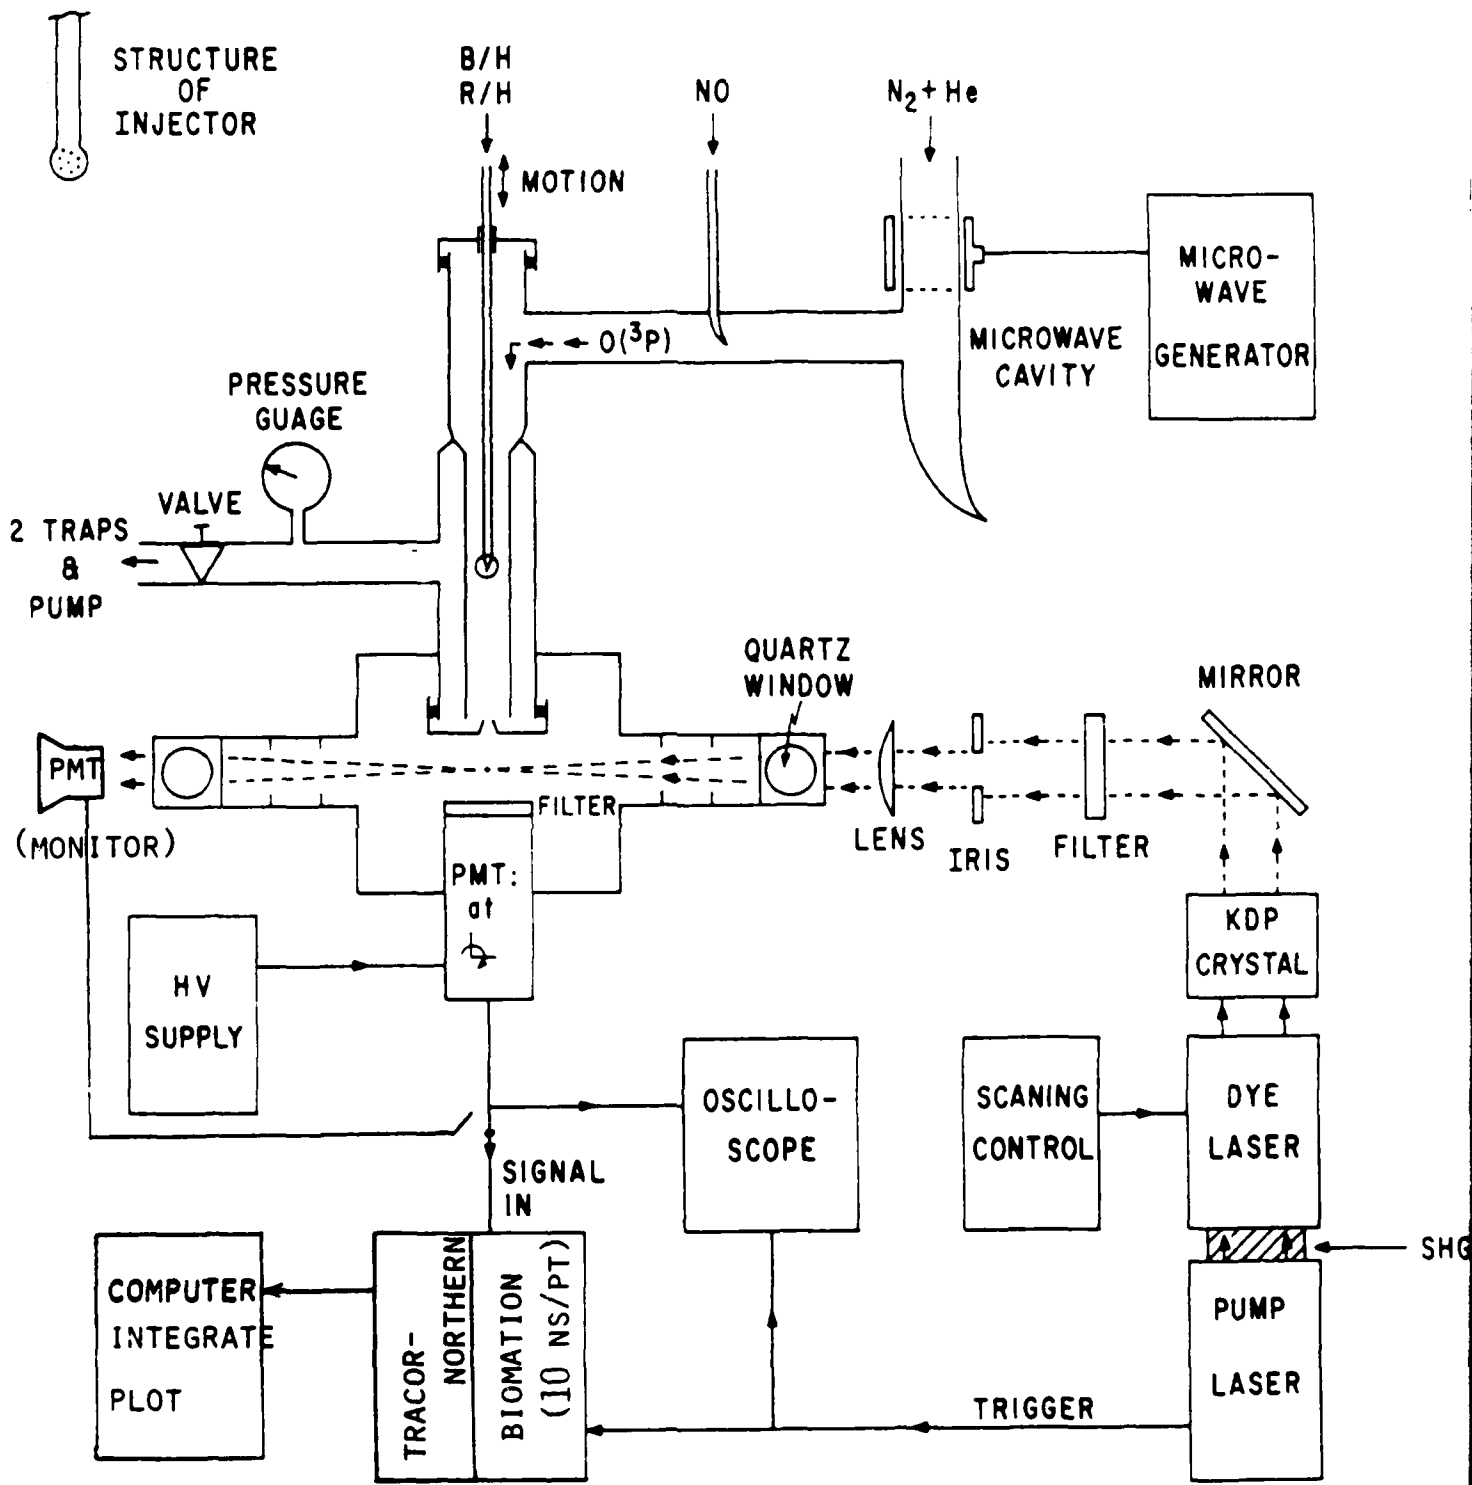 STRUCTURE
OF
INJECTOR
B/H
R/H
NO
N₂ + He
MOTION
MICRO-
WAVE
GENERATOR
O(³P)
MICROWAVE
CAVITY
PRESSURE
GUAGE
VALVE
2 TRAPS
&
PUMP
QUARTZ
WINDOW
MIRROR
PMT
(MONITOR)
FILTER
LENS
IRIS
FILTER
PMT:
at
KDP
CRYSTAL
HV
SUPPLY
OSCILLO-
SCOPE
SCANING
CONTROL
DYE
LASER
SIGNAL
IN
SHG
COMPUTER
INTEGRATE
PLOT
TRACOR-
NORTHERN
BIOMATION
(10 NS/PT)
PUMP
LASER
TRIGGER